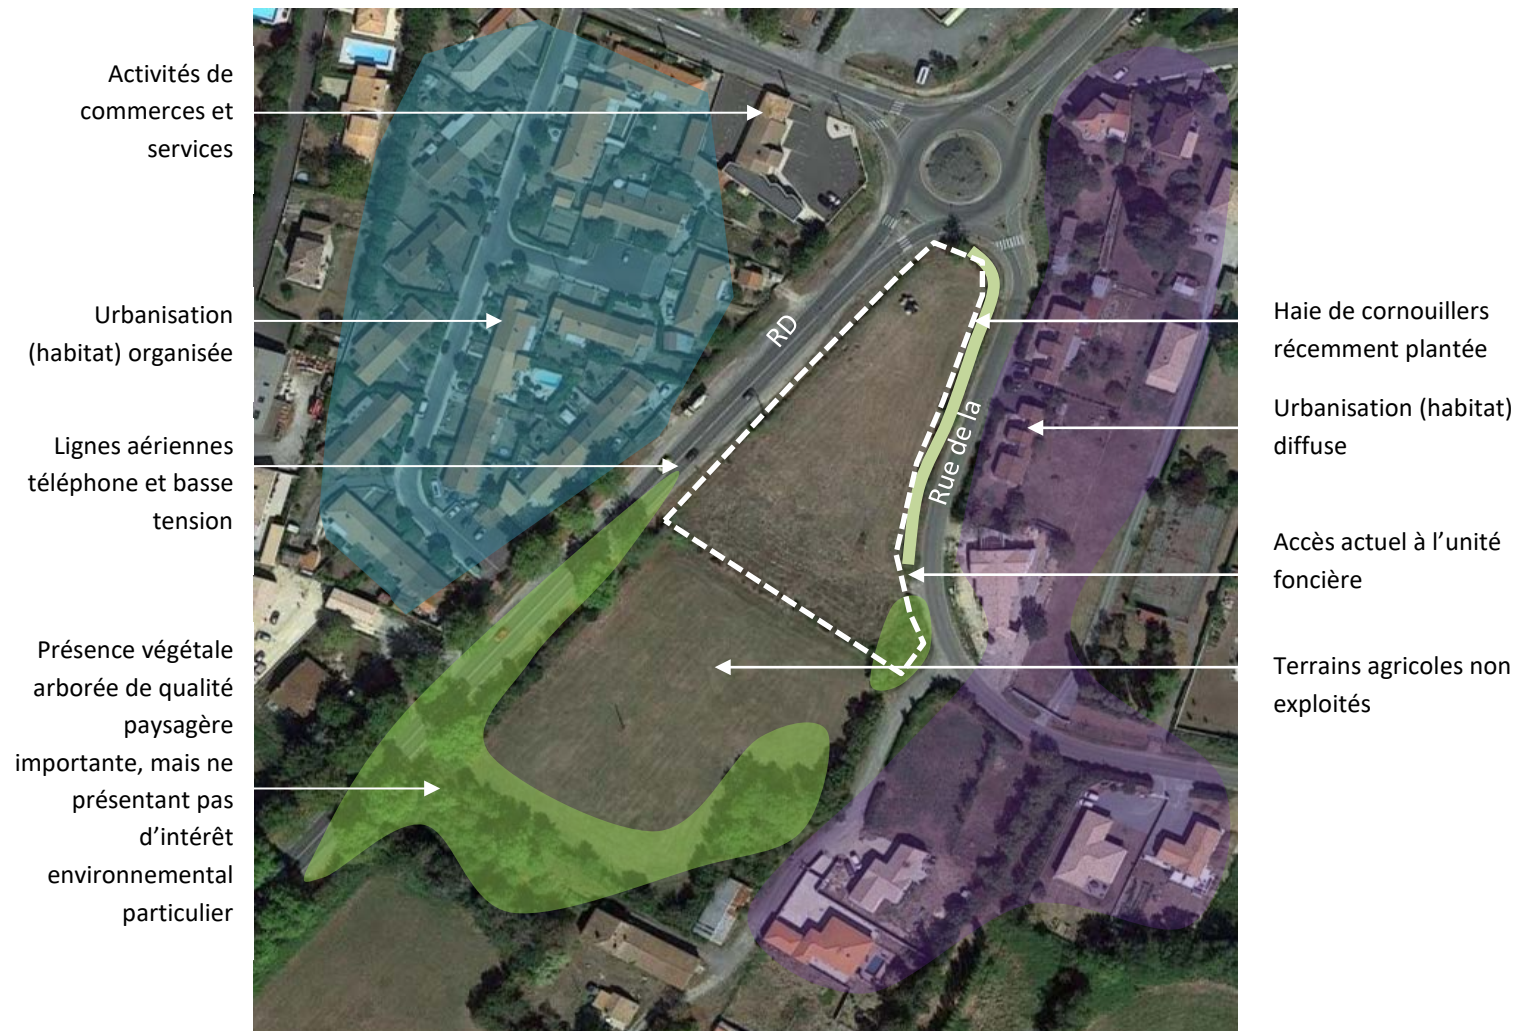 Activités de
commerces et
services
Urbanisation
(habitat) organisée
Lignes aériennes
téléphone et basse
tension
Présence végétale
arborée de qualité
paysagère
importante, mais ne
présentant pas
d’intérêt
environnemental
particulier
RD
Rue de la
Haie de cornouillers
récemment plantée
Urbanisation (habitat)
diffuse
Accès actuel à l’unité
foncière
Terrains agricoles non
exploités